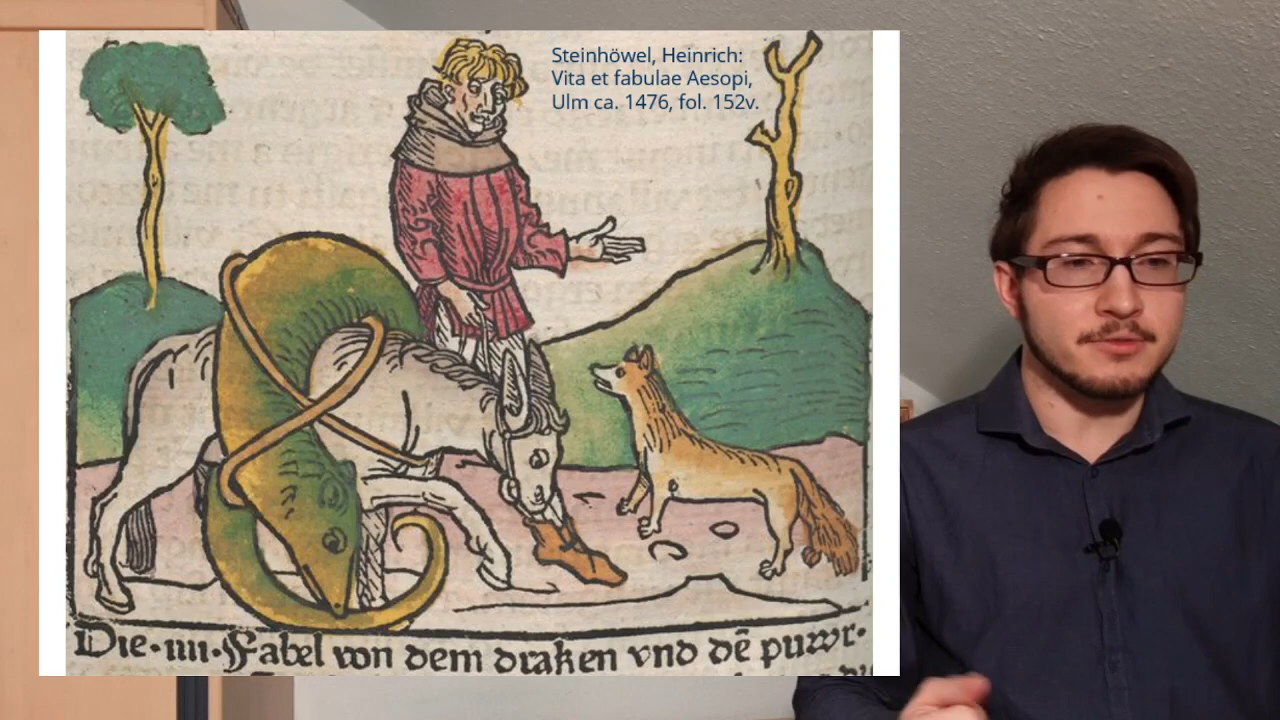 Steinhöwel, Heinrich:
Vita et fabulae Aesopi,
Ulm ca. 1476, fol. 152v.
Die·iiii·Fabel von dem draken vnd dē puwr·